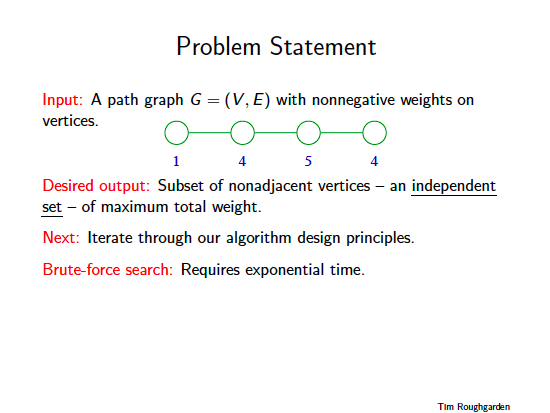 Problem Statement
Input: A path graph G = (V, E) with nonnegative weights on
vertices.
1 4 5 4
Desired output: Subset of nonadjacent vertices – an independent
set – of maximum total weight.
Next: Iterate through our algorithm design principles.
Brute-force search: Requires exponential time.
Tim Roughgarden